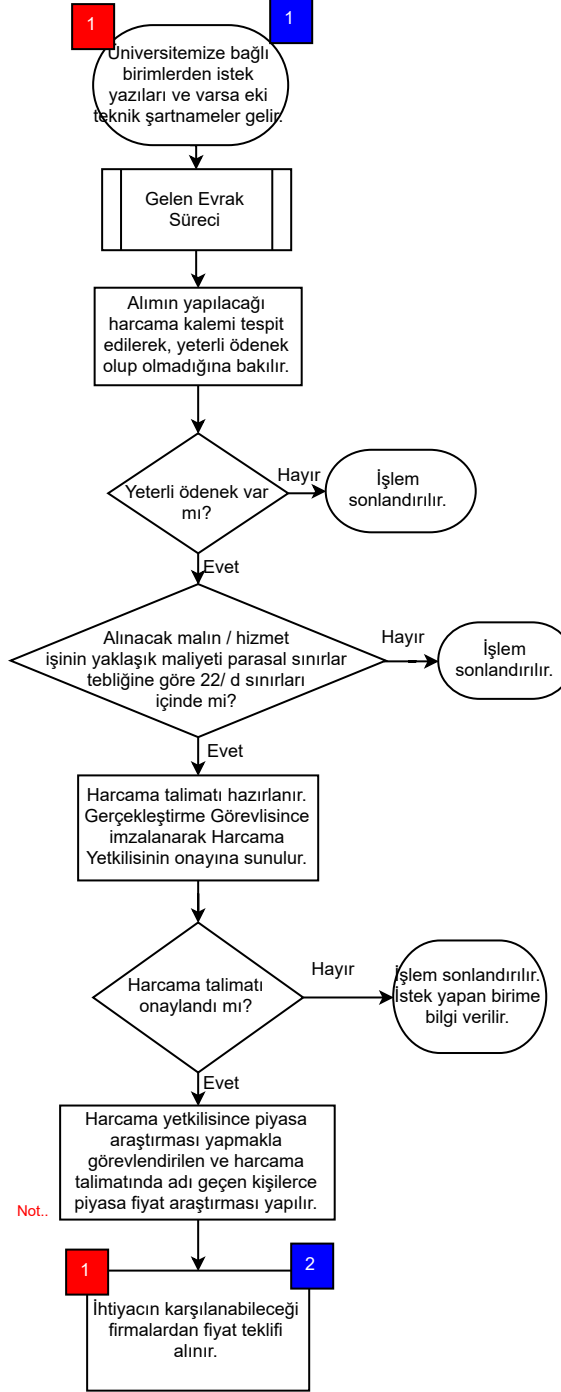 1
1
Üniversitemize bağlı
birimlerden istek
yazıları ve varsa eki
teknik şartnameler gelir.
Gelen Evrak
Süreci
Alımın yapılacağı
harcama kalemi tespit
edilerek, yeterli ödenek
olup olmadığına bakılır.
Yeterli ödenek var
mı?
Hayır
İşlem
sonlandırılır.
Evet
Alınacak malın / hizmet
işinin yaklaşık maliyeti parasal sınırlar
tebliğine göre 22/ d sınırları
içinde mi?
Hayır
İşlem
sonlandırılır.
Evet
Harcama talimatı hazırlanır.
Gerçekleştirme Görevlisince
imzalanarak Harcama
Yetkilisinin onayına sunulur.
Harcama talimatı
onaylandı mı?
Hayır
İşlem sonlandırılır.
İstek yapan birime
bilgi verilir.
Evet
Harcama yetkilisince piyasa
araştırması yapmakla
görevlendirilen ve harcama
talimatında adı geçen kişilerce
piyasa fiyat araştırması yapılır.
Not..
1
2
İhtiyacın karşılanabileceği
firmalardan fiyat teklifi
alınır.